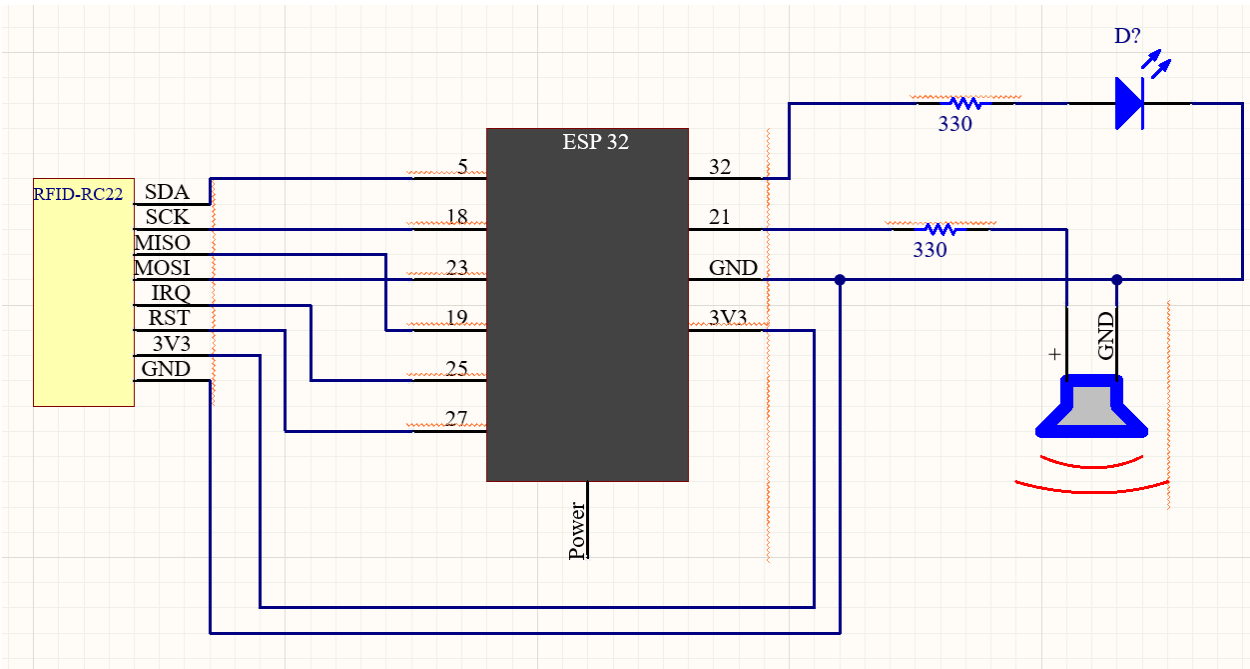 D?
330
ESP 32
5
32
RFID-RC22
SDA
SCK
18
21
330
MISO
MOSI
23
GND
IRQ
RST
19
3V3
3V3
GND
25
27
+
GND
Power